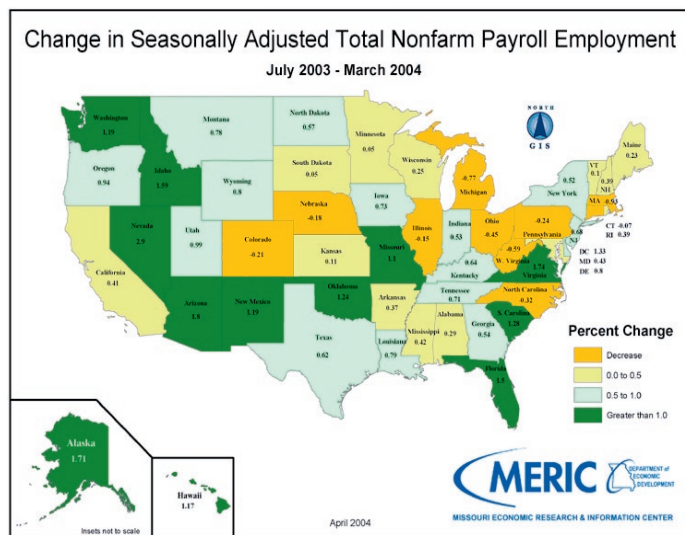 Change in Seasonally Adjusted Total Nonfarm Payroll Employment
July 2003 - March 2004
NORTH
GIS
Washington
1.19
Montana
0.78
North Dakota
0.57
Minnesota
0.05
Maine
0.23
VT
0.1
0.39
NH
Oregon
0.94
Idaho
1.59
Wyoming
0.8
South Dakota
0.05
Wisconsin
0.25
-0.77
Michigan
0.52
New York
MA -0.93
CT -0.07
RI 0.39
Nevada
2.9
Utah
0.99
Nebraska
-0.18
Iowa
0.73
Illinois
-0.15
Indiana
0.53
Ohio
-0.45
-0.24
Pennsylvania
0.68
NJ
DC 1.33
MD 0.43
DE 0.8
California
0.41
Colorado
-0.21
Kansas
0.11
Missouri
1.1
0.64
Kentucky
-0.59
W. Virginia
1.74
Virginia
Arizona
1.8
New Mexico
1.19
Oklahoma
1.24
Arkansas
0.37
Tennessee
0.71
North Carolina
-0.32
S. Carolina
1.28
Texas
0.62
Louisiana
0.79
Mississippi
0.42
Alabama
0.29
Georgia
0.54
Florida
Percent Change
Decrease
0.0 to 0.5
0.5 to 1.0
Greater than 1.0
Alaska
1.71
Hawaii
1.17
Insets not to scale
April 2004
MERIC
DEPARTMENT OF
ECONOMIC
DEVELOPMENT
MISSOURI ECONOMIC RESEARCH & INFORMATION CENTER